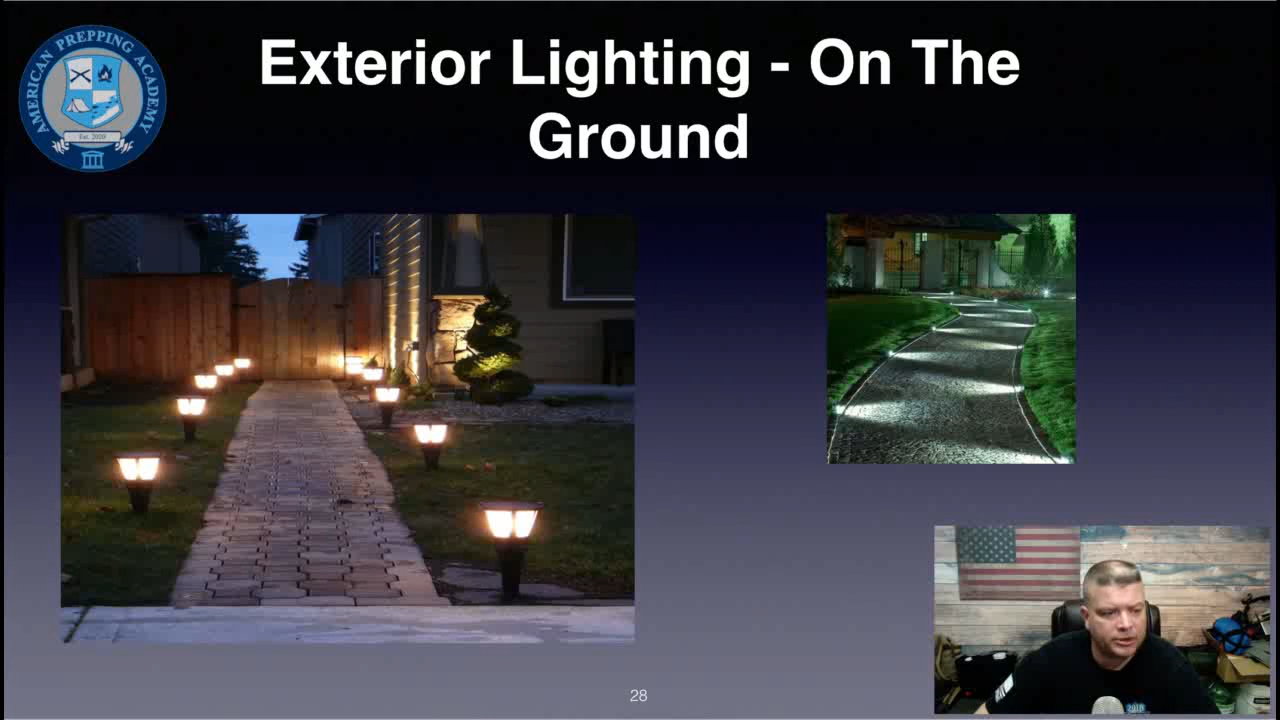 AMERICAN PREPPING ACADEMY
Est. 2020
Exterior Lighting - On The
Ground
28